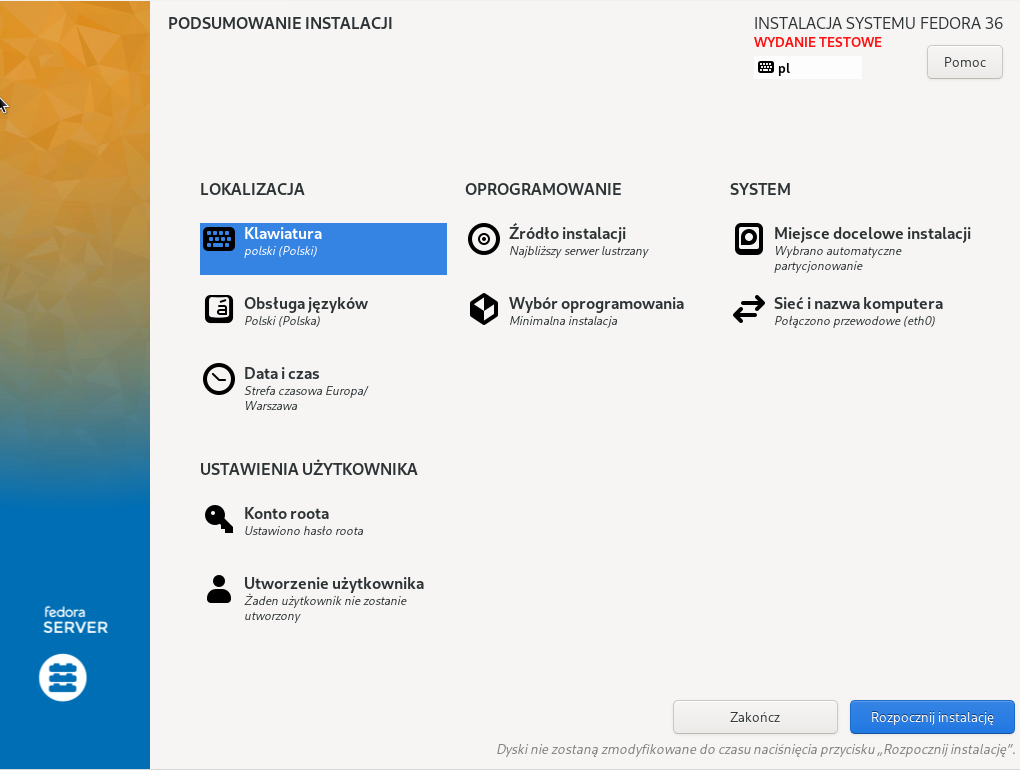 PODSUMOWANIE INSTALACJI
INSTALACJA SYSTEMU FEDORA 36
WYDANIE TESTOWE
pl
Pomoc
LOKALIZACJA
Klawiatura
polski (Polski)
Obsługa języków
Polski (Polska)
Data i czas
Strefa czasowa Europa/
Warszawa
OPROGRAMOWANIE
Źródło instalacji
Najbliższy serwer lustrzany
Wybór oprogramowania
Minimalna instalacja
SYSTEM
Miejsce docelowe instalacji
Wybrano automatyczne
partycjonowanie
Sieć i nazwa komputera
Połączono przewodowe (eth0)
USTAWIENIA UŻYTKOWNIKA
Konto roota
Ustawiono hasło roota
Utworzenie użytkownika
Żaden użytkownik nie zostanie
utworzony
fedora
SERVER
Zakończ
Rozpocznij instalację
Dyski nie zostaną zmodyfikowane do czasu naciśnięcia przycisku „Rozpocznij instalację”.